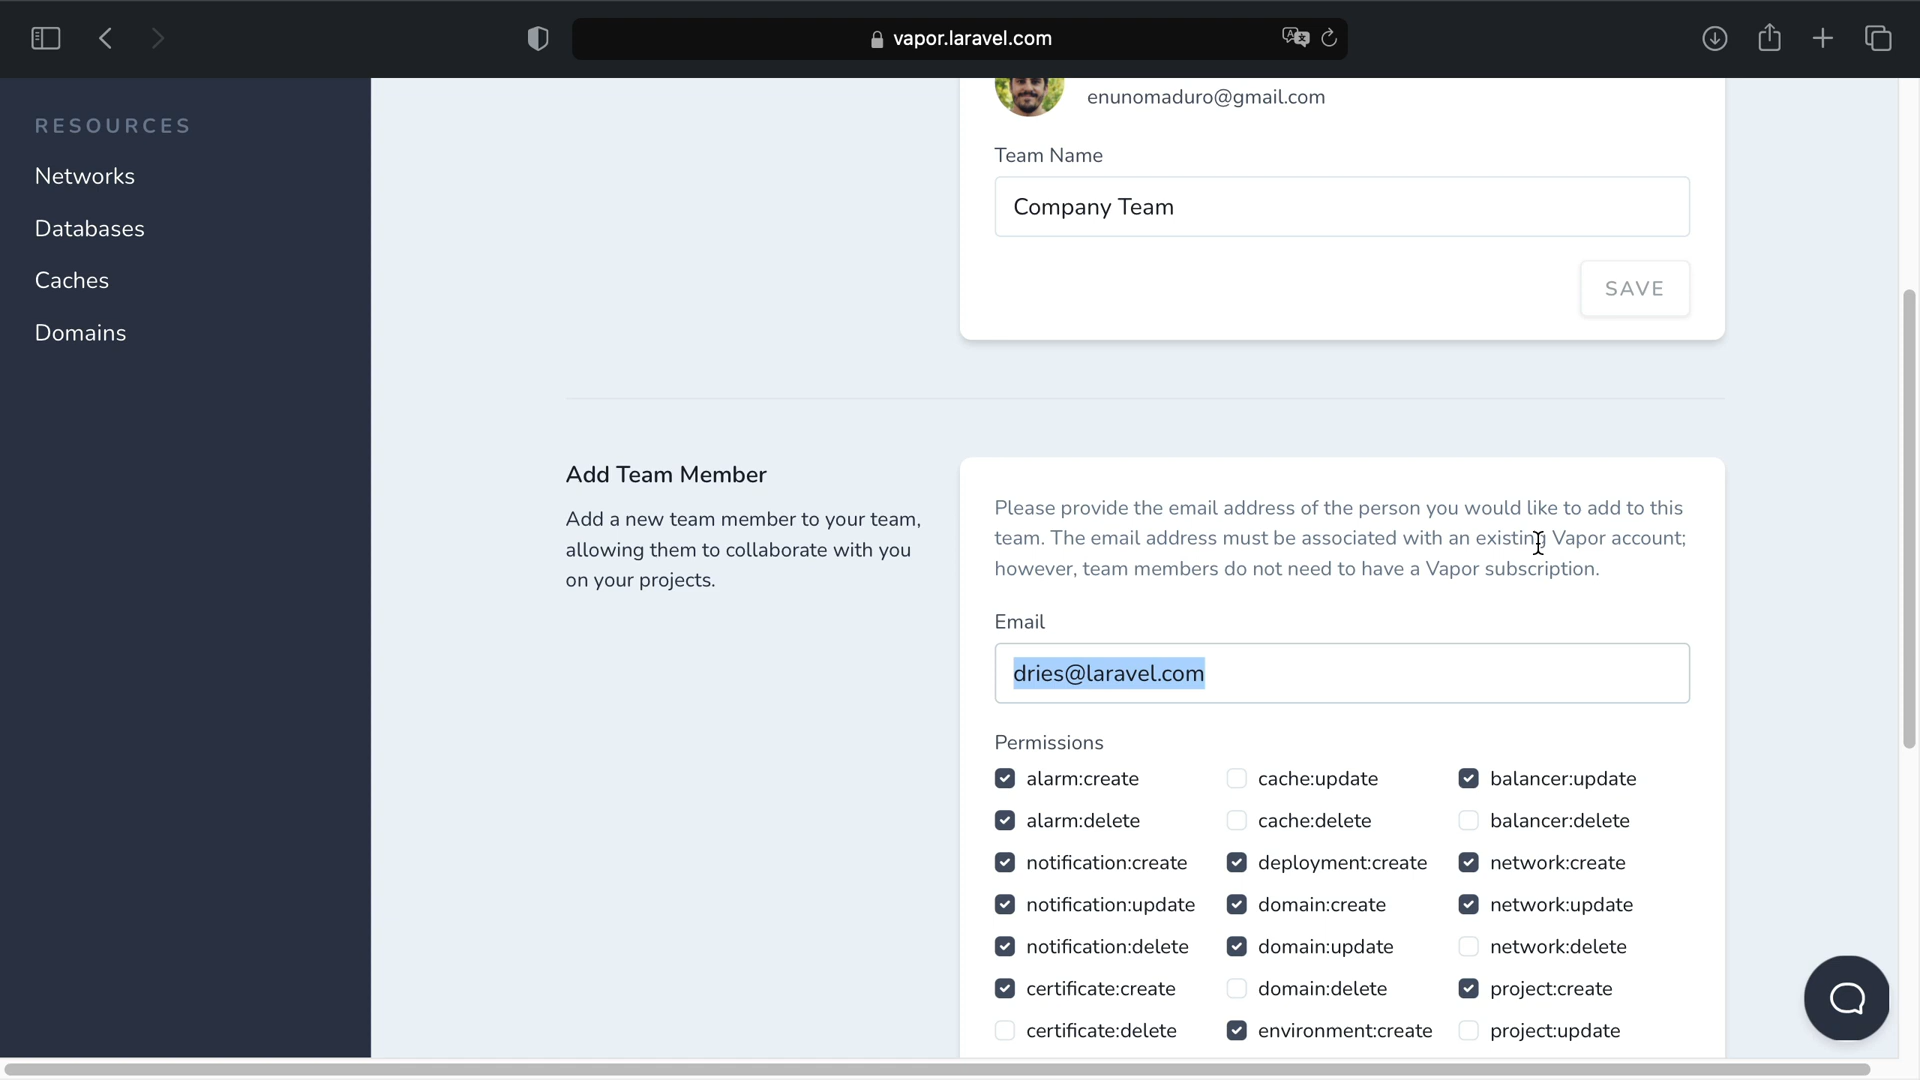 vapor.laravel.com
RESOURCES
Networks
Databases
Caches
Domains
enunomaduro@gmail.com
Team Name
Company Team
SAVE
Add Team Member
Add a new team member to your team,
allowing them to collaborate with you
on your projects.
Please provide the email address of the person you would like to add to this
team. The email address must be associated with an existing Vapor account;
however, team members do not need to have a Vapor subscription.
Email
dries@laravel.com
Permissions
alarm:create cache:update balancer:update
alarm:delete cache:delete balancer:delete
notification:create deployment:create network:create
notification:update domain:create network:update
notification:delete domain:update network:delete
certificate:create domain:delete project:create
certificate:delete environment:create project:update